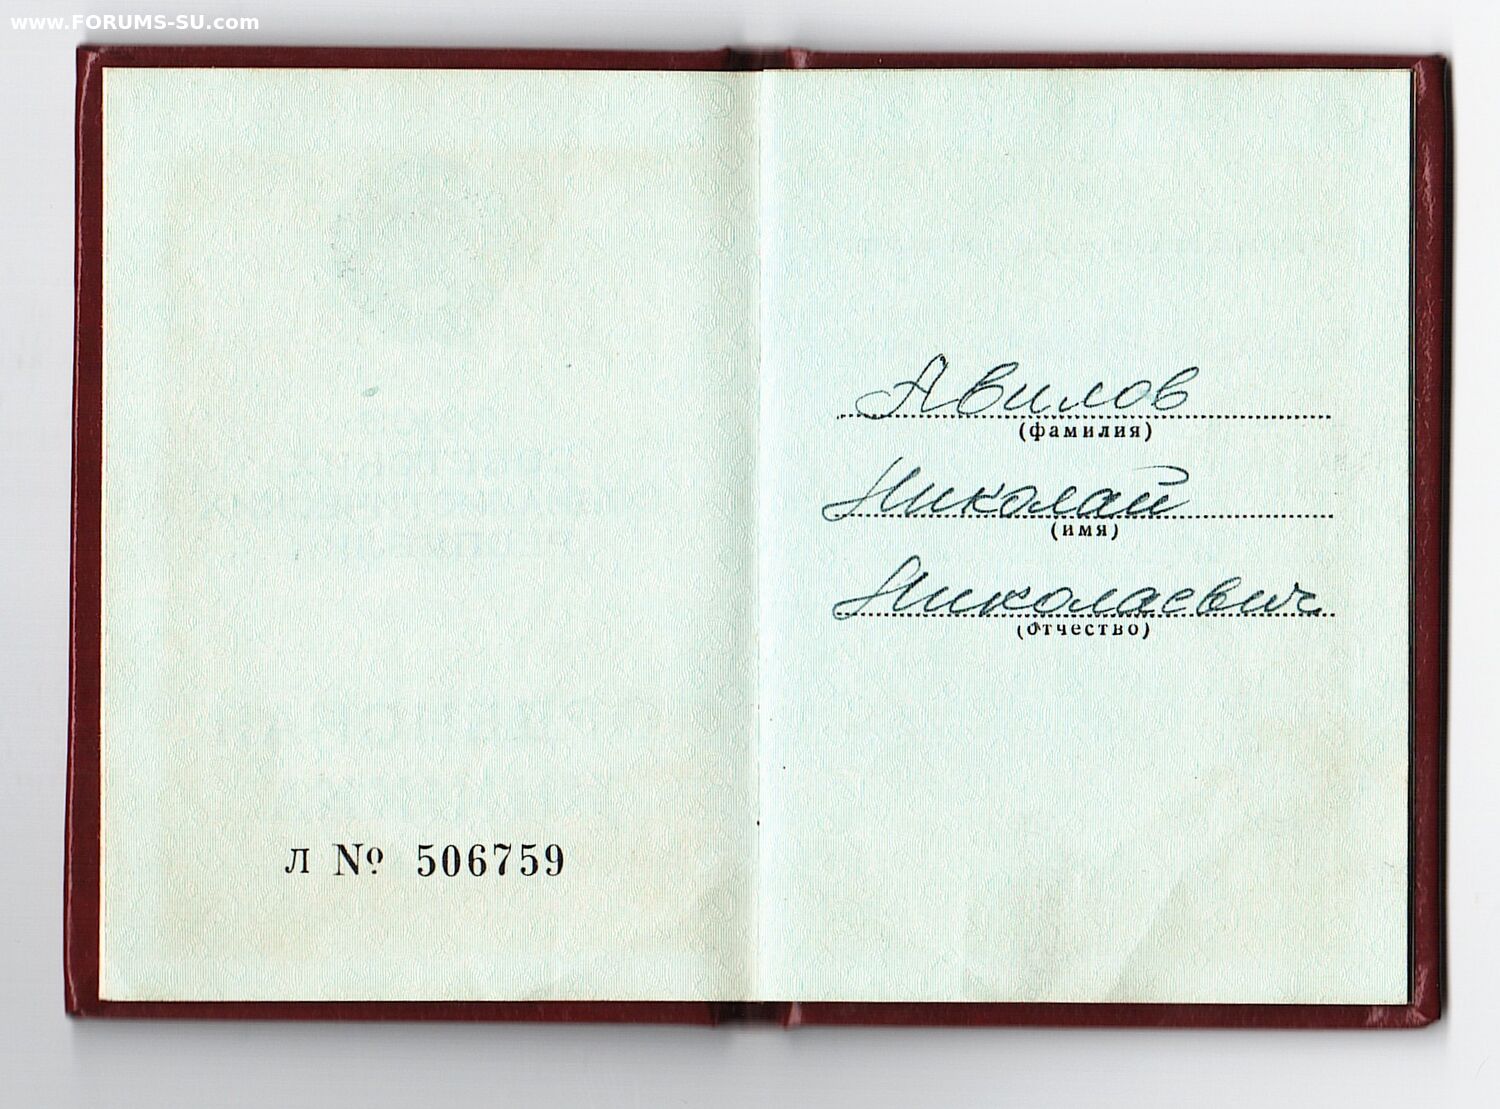 www.FORUMS-SU.com
Л № 506759
Авилов
(фамилия)
Николай
(имя)
Николаевич
(отчество)